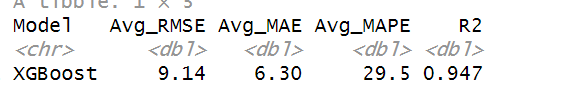 A tibble: 1 × 5
Model Avg_RMSE Avg_MAE Avg_MAPE R2
<chr> <dbl> <dbl> <dbl> <dbl>
XGBoost 9.14 6.30 29.5 0.947